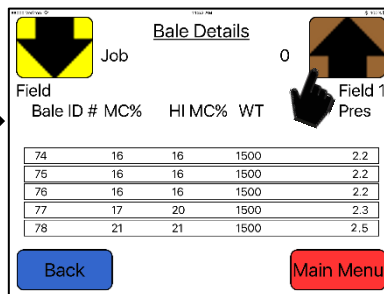 Bale Details
Job 0
Field Field 1
Bale ID # MC% HI MC% WT Pres
74 16 16 1500 2.2
75 16 16 1500 2.2
76 16 16 1500 2.2
77 17 20 1500 2.3
78 21 21 1500 2.5
Back Main Menu